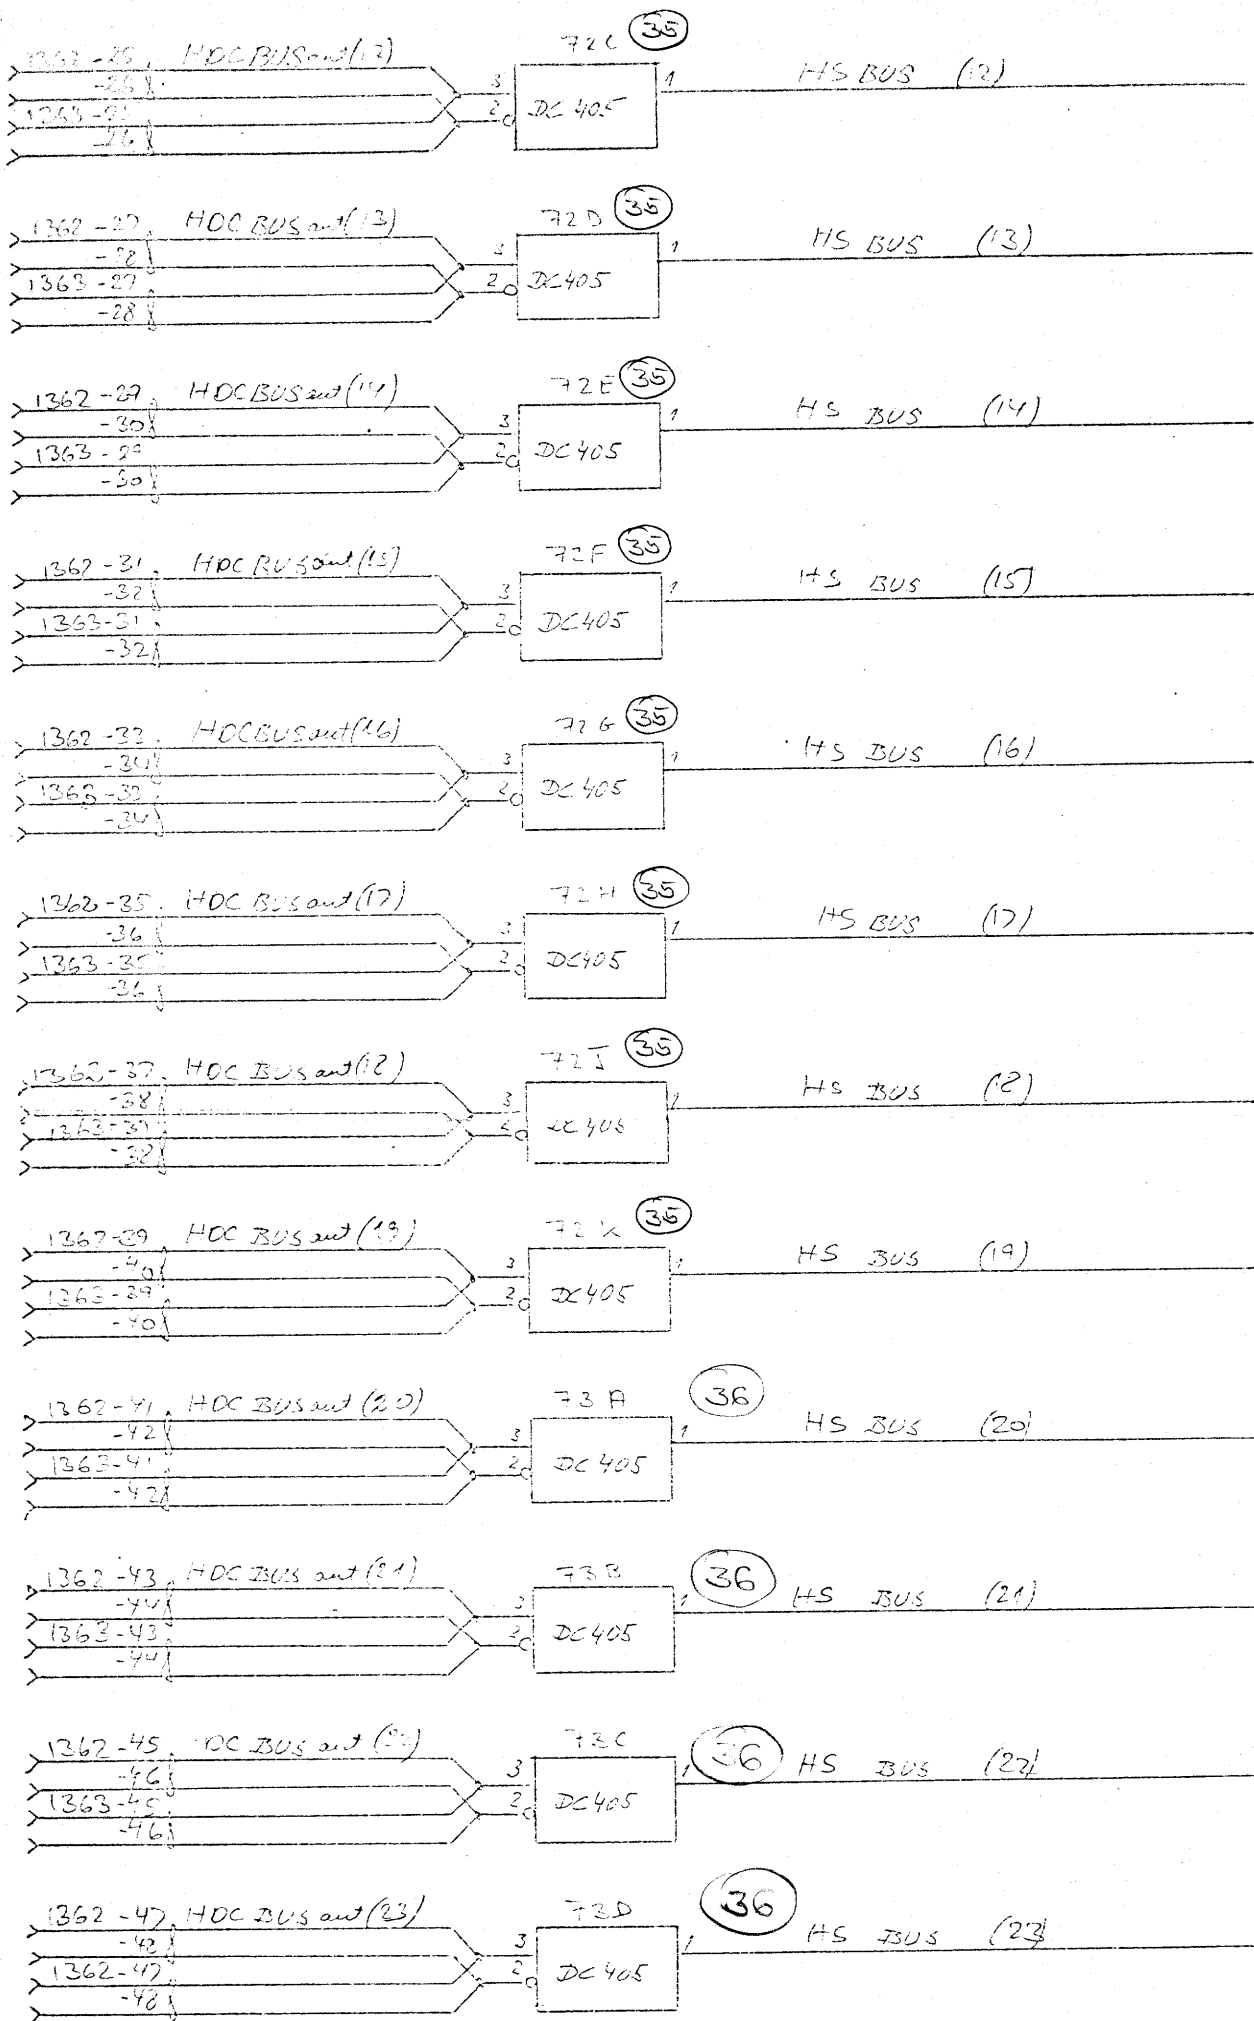 72C (35)
1362-25. HDC BUS out(12)
-26
1363-25
-26
3
2
DC 405
1
HS BUS (12)
72D (35)
1362-27. HDC BUS out(13)
-28
1363-27
-28
3
2
DC405
1
HS BUS (13)
72E (35)
1362-29. HDC BUS out(14)
-30
1363-29
-30
3
2
DC405
1
HS BUS (14)
72F (35)
1362-31. HDC BUS out(15)
-32
1363-31.
-32
3
2
DC405
1
HS BUS (15)
72G (35)
1362-33. HDC BUS out(16)
-34
1363-33
-34
3
2
DC405
1
HS BUS (16)
72H (35)
1362-35. HDC BUS out(17)
-36
1363-35
-36
3
2
DC405
1
HS BUS (17)
72J (35)
1362-37. HDC BUS out(18)
-38
1363-37
-38
3
2
DC 405
1
HS BUS (18)
72K (35)
1362-39 HDC BUS out(19)
-40
1363-39
-40
3
2
DC405
1
HS BUS (19)
73A (36)
1362-41. HDC BUS out (20)
-42
1363-41
-42
3
2
DC405
1
HS BUS (20)
73B (36)
1362-43. HDC BUS out(21)
-44
1363-43
-44
3
2
DC405
1
HS BUS (21)
73C (36)
1362-45. DC BUS out (22)
-46
1363-45
-46
3
2
DC405
1
HS BUS (22)
73D (36)
1362-47. HDC BUS out(23)
-48
1362-47
-48
3
2
DC405
1
HS BUS (23)